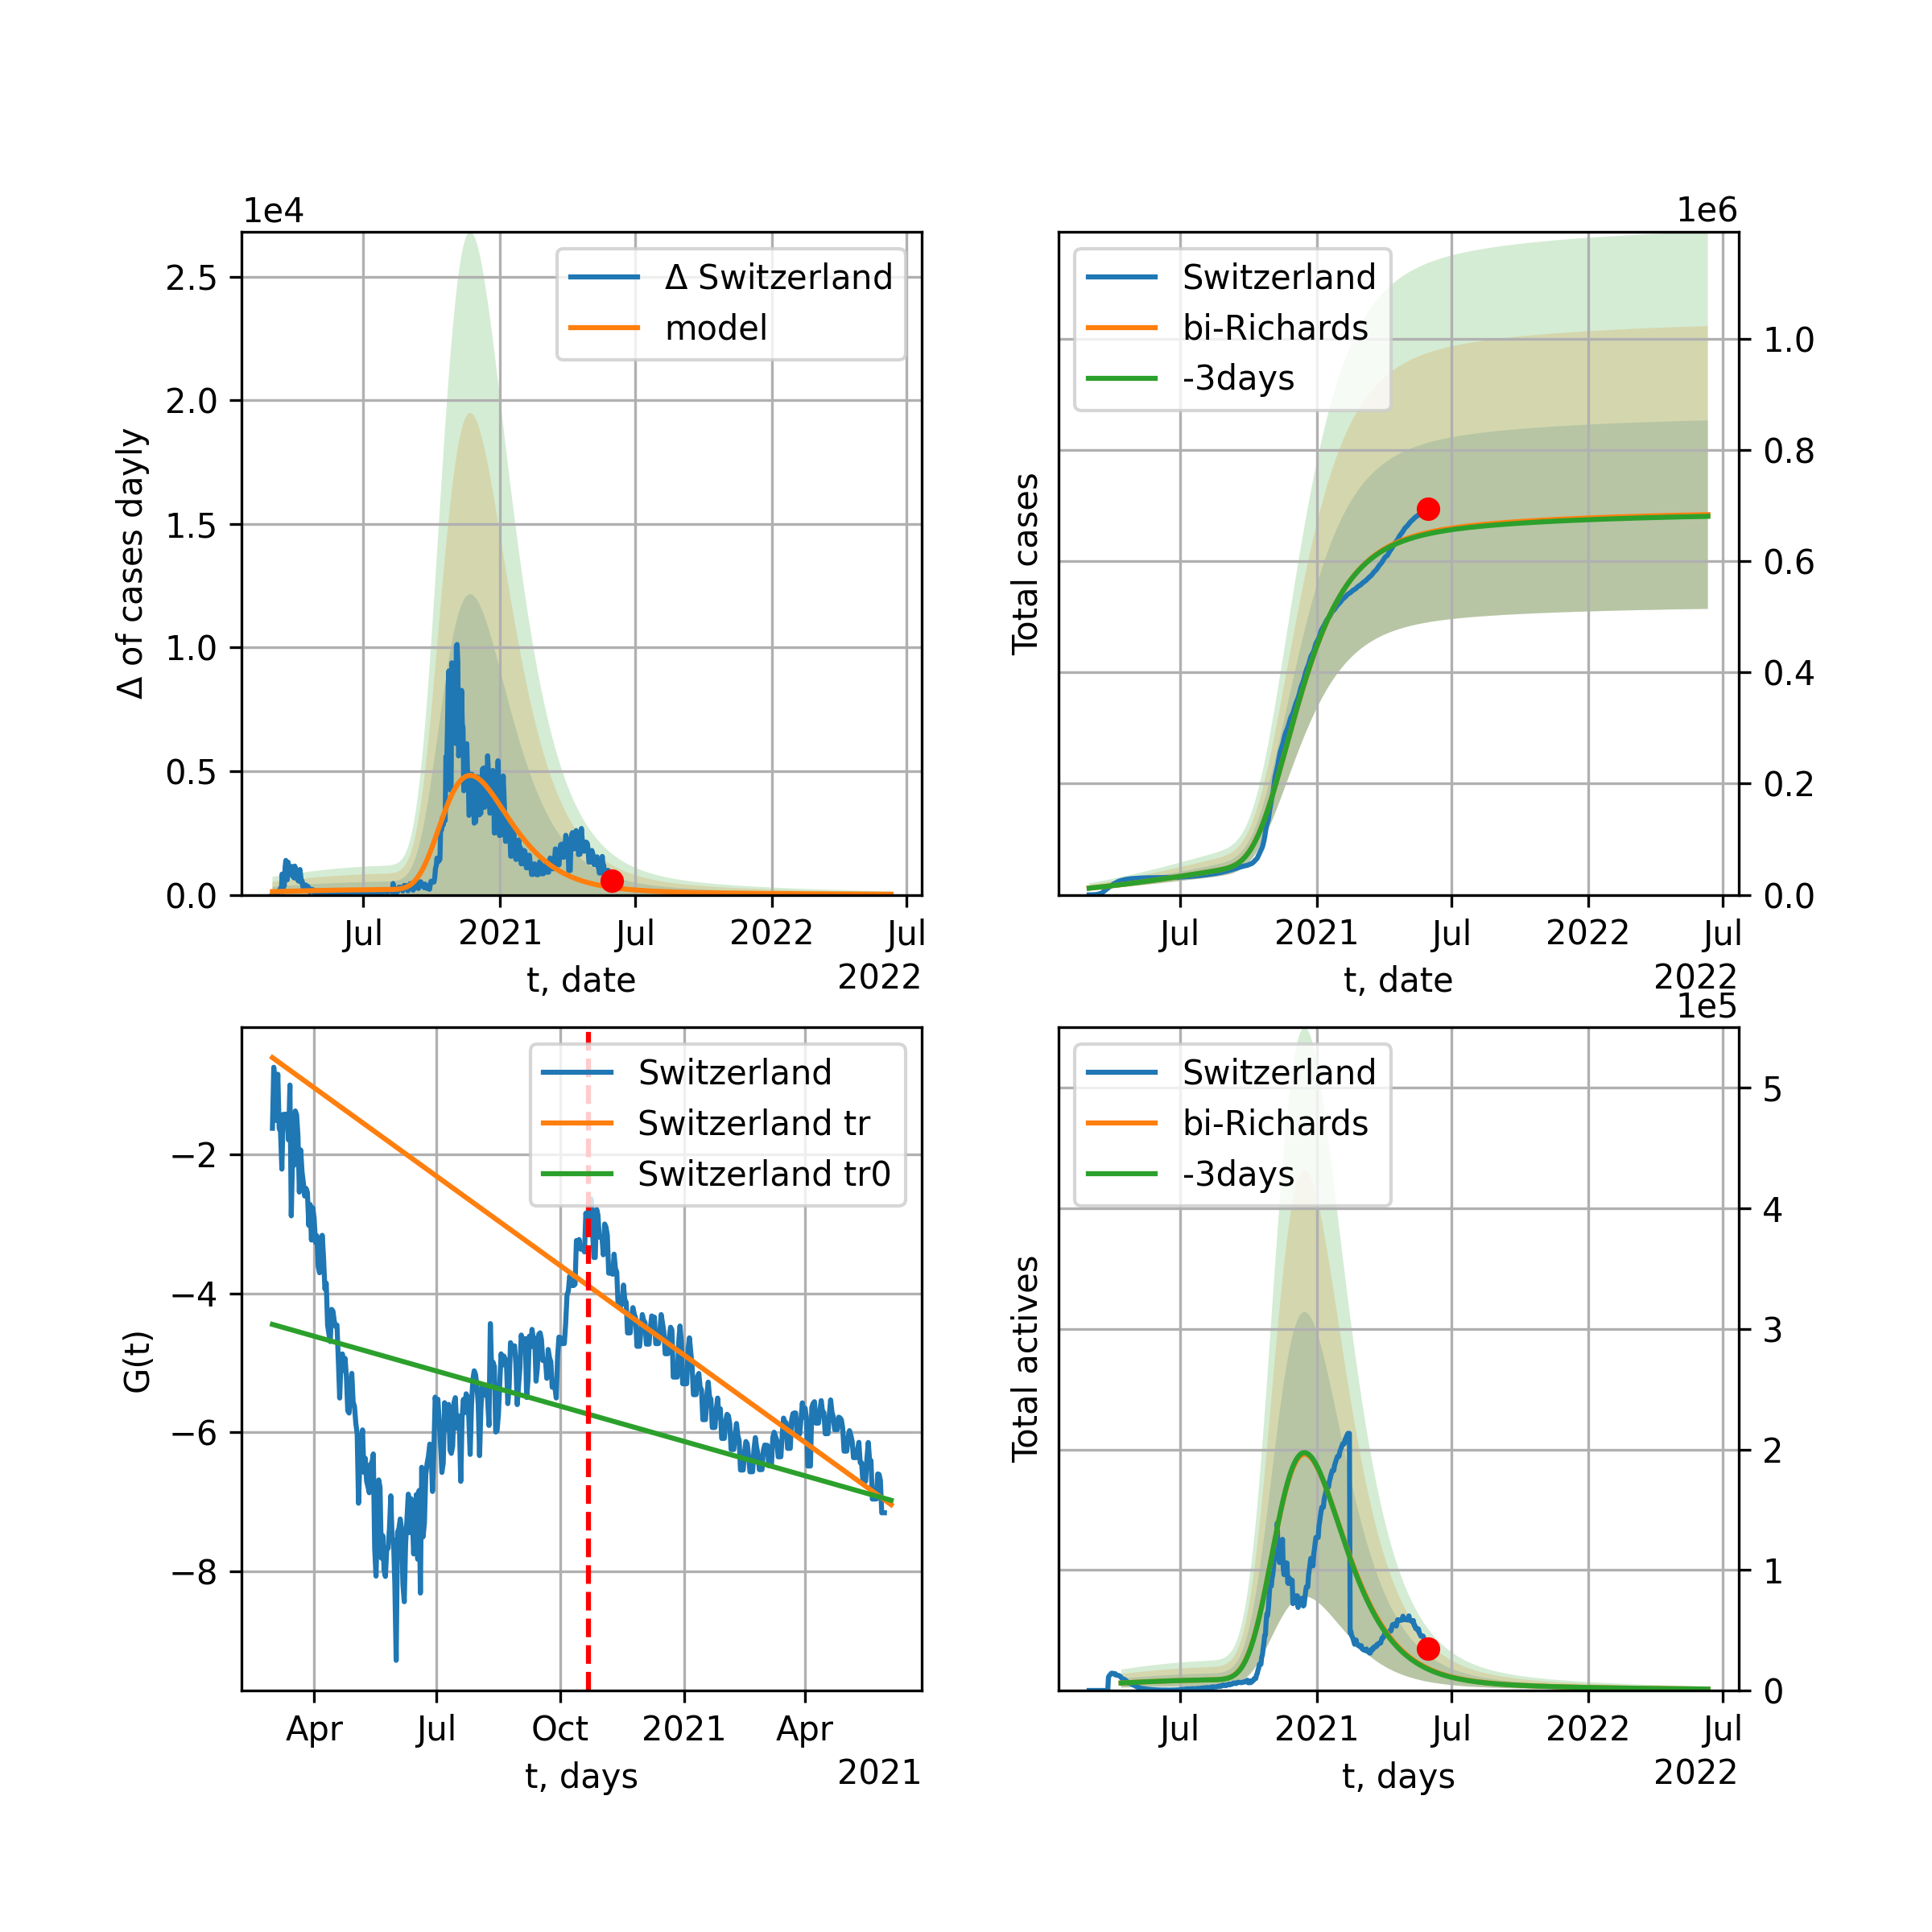 1e4
Δ of cases dayly
2.5
2.0
1.5
1.0
0.5
0.0
Δ Switzerland
model
Jul
2021
Jul
2022
Jul
t, date
2022
1e6
Total cases
Switzerland
bi-Richards
-3days
1.0
0.8
0.6
0.4
0.2
0.0
Jul
2021
Jul
2022
Jul
t, date
2022
G(t)
−2
−4
−6
−8
Switzerland
Switzerland tr
Switzerland tr0
Apr
Jul
Oct
2021
Apr
t, days
2021
1e5
Total actives
Switzerland
bi-Richards
-3days
5
4
3
2
1
0
Jul
2021
Jul
2022
Jul
t, days
2022